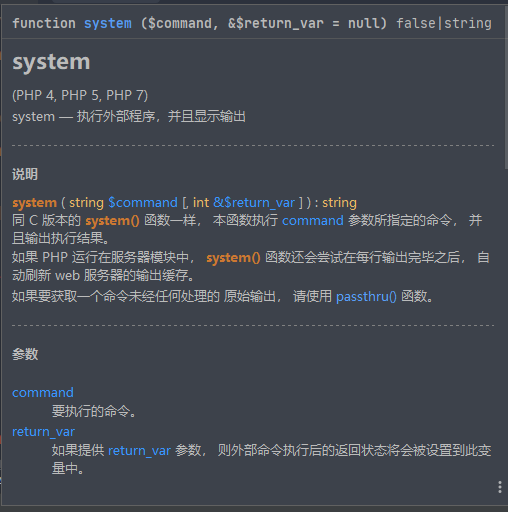 function system ($command, &$return_var = null) false|string
system
(PHP 4, PHP 5, PHP 7)
system — 执行外部程序，并且显示输出
说明
system ( string $command [, int &$return_var ] ) : string
同 C 版本的 system() 函数一样， 本函数执行 command 参数所指定的命令， 并
且输出执行结果。
如果 PHP 运行在服务器模块中， system() 函数还会尝试在每行输出完毕之后， 自
动刷新 web 服务器的输出缓存。
如果要获取一个命令未经任何处理的 原始输出， 请使用 passthru() 函数。
参数
command
要执行的命令。
return_var
如果提供 return_var 参数， 则外部命令执行后的返回状态将会被设置到此变
量中。